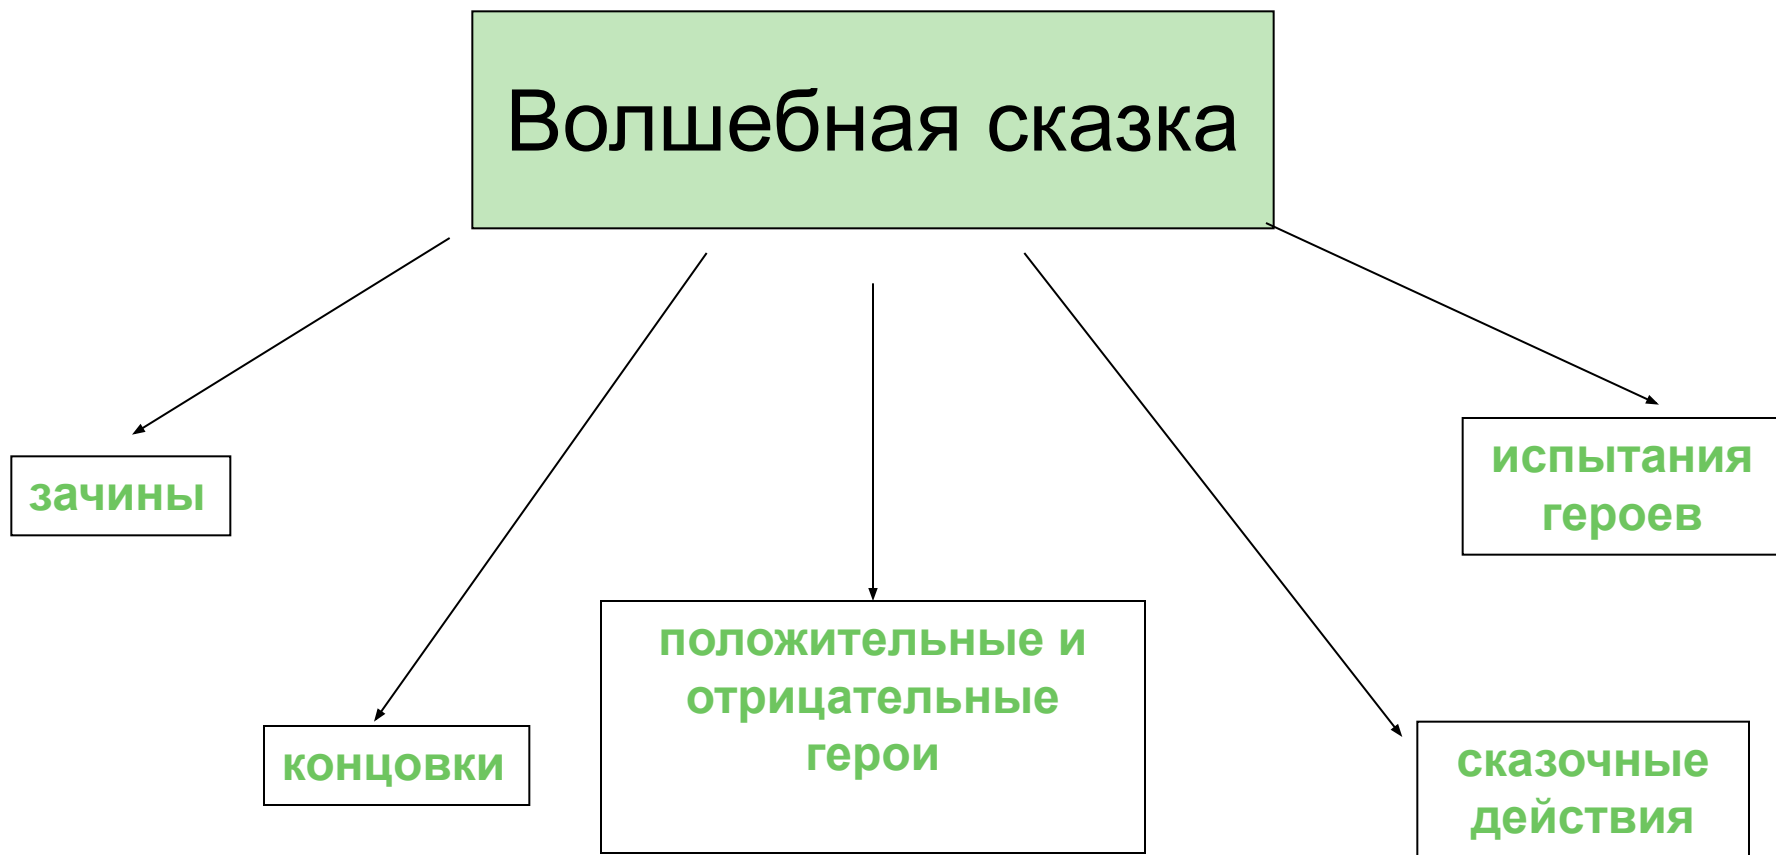 Волшебная сказка
зачины
концовки
положительные и
отрицательные
герои
сказочные
действия
испытания
героев